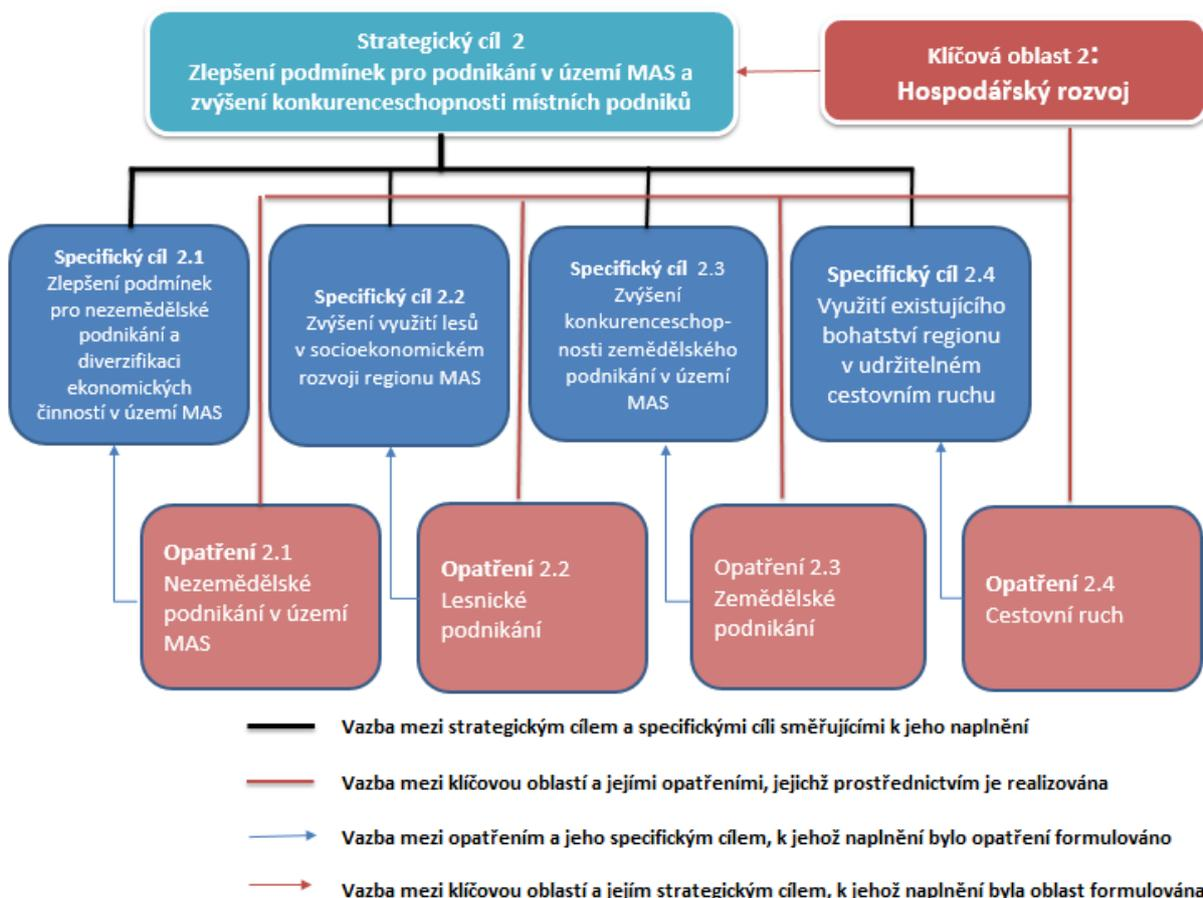 Strategický cíl 2
Zlepšení podmínek pro podnikání v území MAS a
zvýšení konkurenceschopnosti místních podniků
Klíčová oblast 2:
Hospodářský rozvoj
Specifický cíl 2.1
Zlepšení podmínek
pro nezemědělské
podnikání a
diverzifikaci
ekonomických
činností v území MAS
Specifický cíl 2.2
Zvýšení využití lesů
v socioekonomickém
rozvoji regionu MAS
Specifický cíl 2.3
Zvýšení
konkurenceschop-
nosti zemědělského
podnikání v území
MAS
Specifický cíl 2.4
Využití existujícího
bohatství regionu
v udržitelném
cestovním ruchu
Opatření 2.1
Nezemědělské
podnikání v území
MAS
Opatření 2.2
Lesnické
podnikání
Opatření 2.3
Zemědělské
podnikání
Opatření 2.4
Cestovní ruch
Vazba mezi strategickým cílem a specifickými cíli směřujícími k jeho naplnění
Vazba mezi klíčovou oblastí a jejími opatřeními, jejichž prostřednictvím je realizována
Vazba mezi opatřením a jeho specifickým cílem, k jehož naplnění bylo opatření formulováno
Vazba mezi klíčovou oblastí a jejím strategickým cílem, k jehož naplnění byla oblast formulována